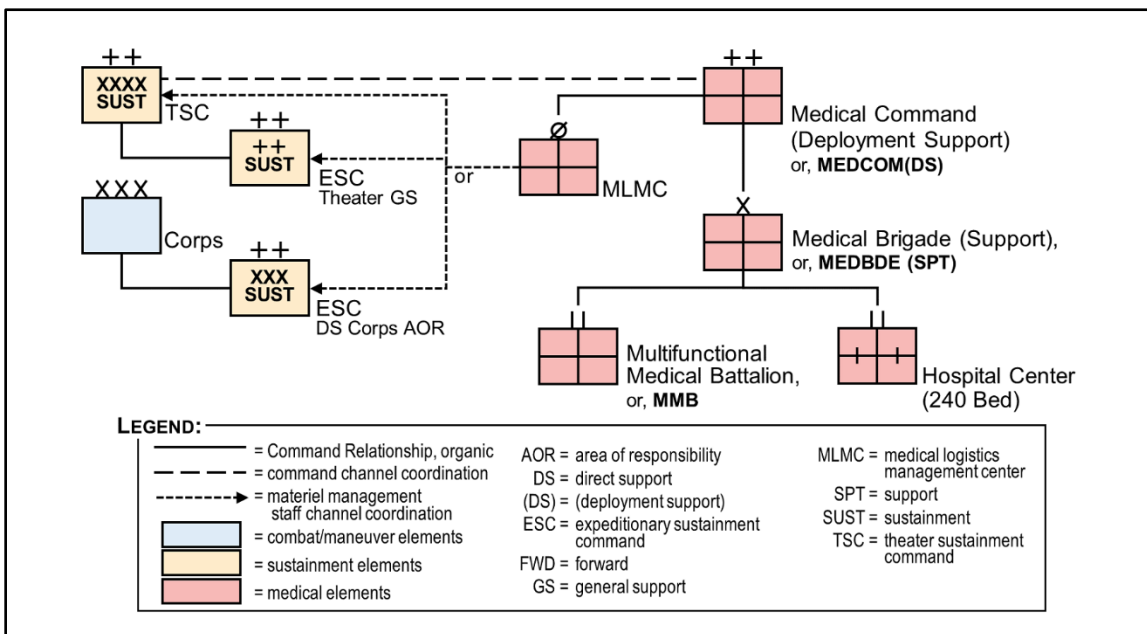 ++
XXXX
SUST
TSC
++
++
SUST
ESC
Theater GS
or
XXX
Corps
++
XXX
SUST
ESC
DS Corps AOR
Ø
MLMC
++
Medical Command
(Deployment Support)
or, MEDCOM(DS)
X
Medical Brigade (Support),
or, MEDBDE (SPT)
II
Multifunctional
Medical Battalion,
or, MMB
II
Hospital Center
(240 Bed)
LEGEND:
= Command Relationship, organic
= command channel coordination
= materiel management
staff channel coordination
= combat/maneuver elements
= sustainment elements
= medical elements
AOR = area of responsibility
DS = direct support
(DS) = (deployment support)
ESC = expeditionary sustainment
command
FWD = forward
GS = general support
MLMC = medical logistics
management center
SPT = support
SUST = sustainment
TSC = theater sustainment
command